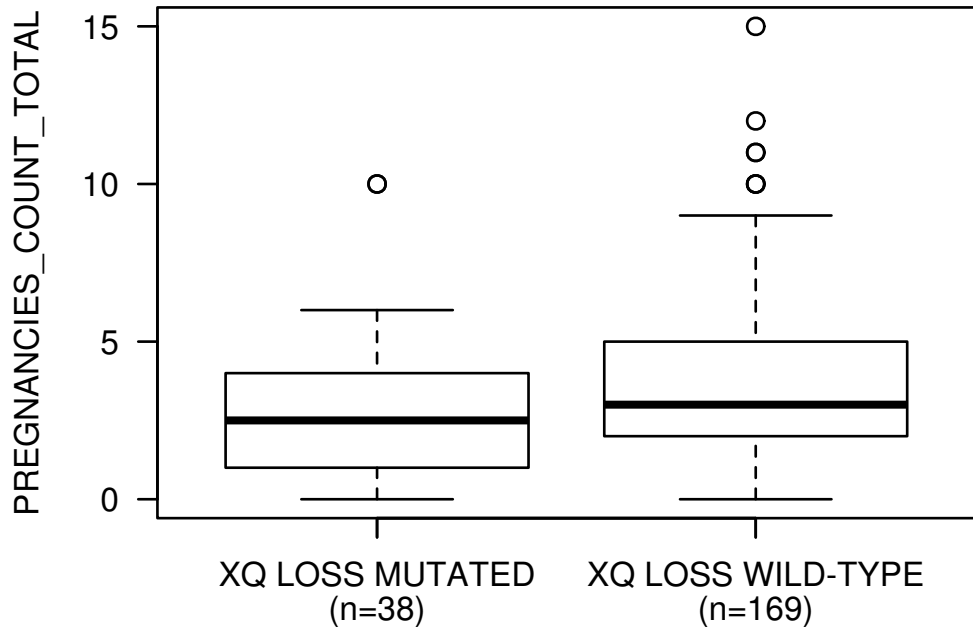 PREGNANCIES_COUNT_TOTAL
15
10
5
0
XQ LOSS MUTATED
(n=38)
XQ LOSS WILD-TYPE
(n=169)